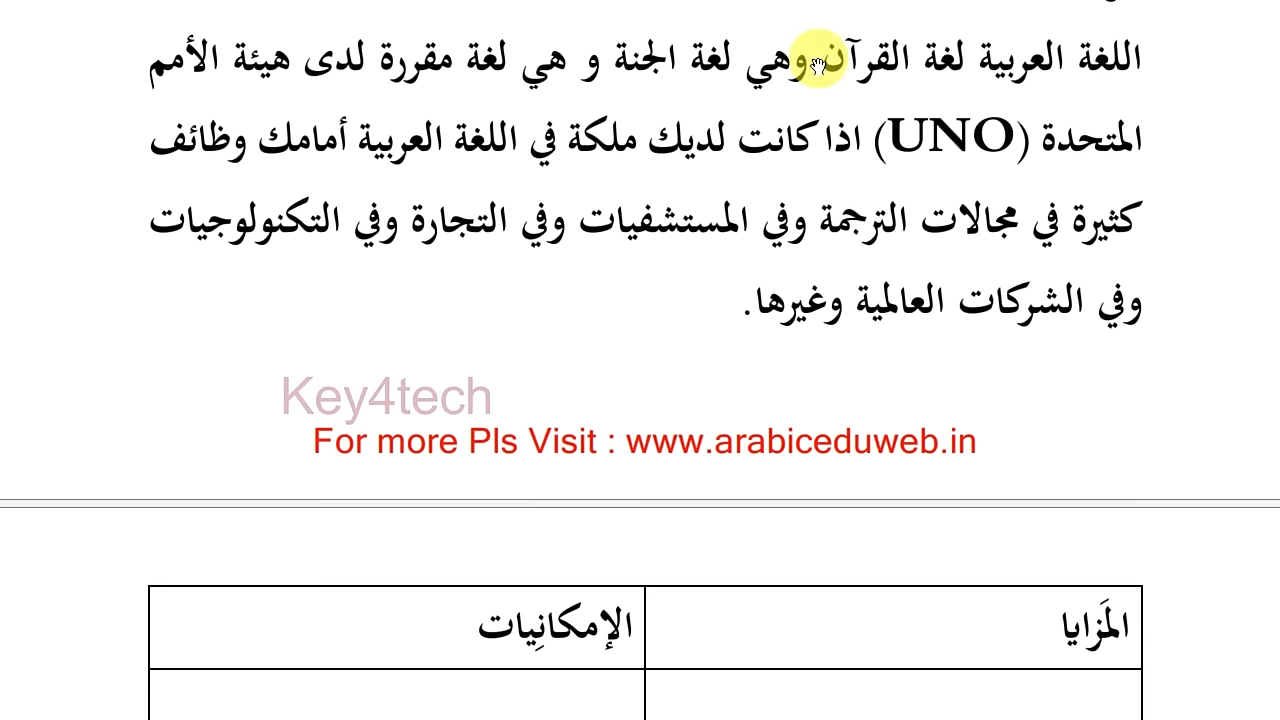 اللغة العربية لغة القرآن وهي لغة الجنة و هي لغة مقررة لدى هيئة الأمم
المتحدة (UNO) اذا كانت لديك ملكة في اللغة العربية أمامك وظائف
كثيرة في مجالات الترجمة وفي المستشفيات وفي التجارة وفي التكنولوجيات
وفي الشركات العالمية وغيرها.
Key4tech
For more Pls Visit : www.arabiceduweb.in
المَزايا الإمكانِيات